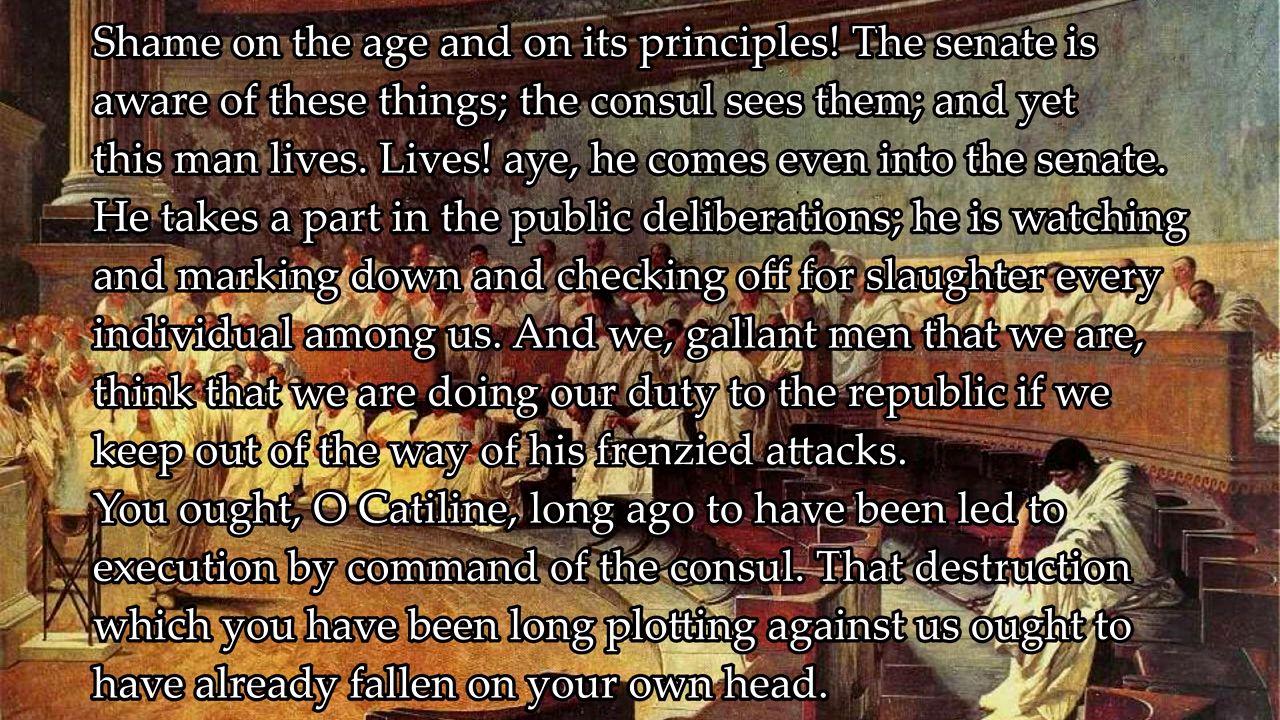 Shame on the age and on its principles! The senate is
aware of these things; the consul sees them; and yet
this man lives. Lives! aye, he comes even into the senate.
He takes a part in the public deliberations; he is watching
and marking down and checking off for slaughter every
individual among us. And we, gallant men that we are,
think that we are doing our duty to the republic if we
keep out of the way of his frenzied attacks.
You ought, O Catiline, long ago to have been led to
execution by command of the consul. That destruction
which you have been long plotting against us ought to
have already fallen on your own head.